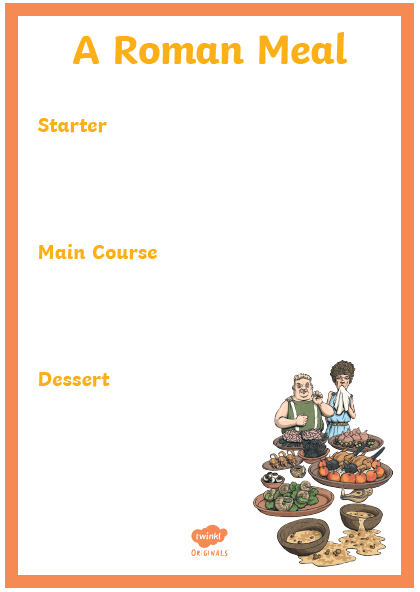 A Roman Meal
Starter
Main Course
Dessert
twinkl
ORIGINALS